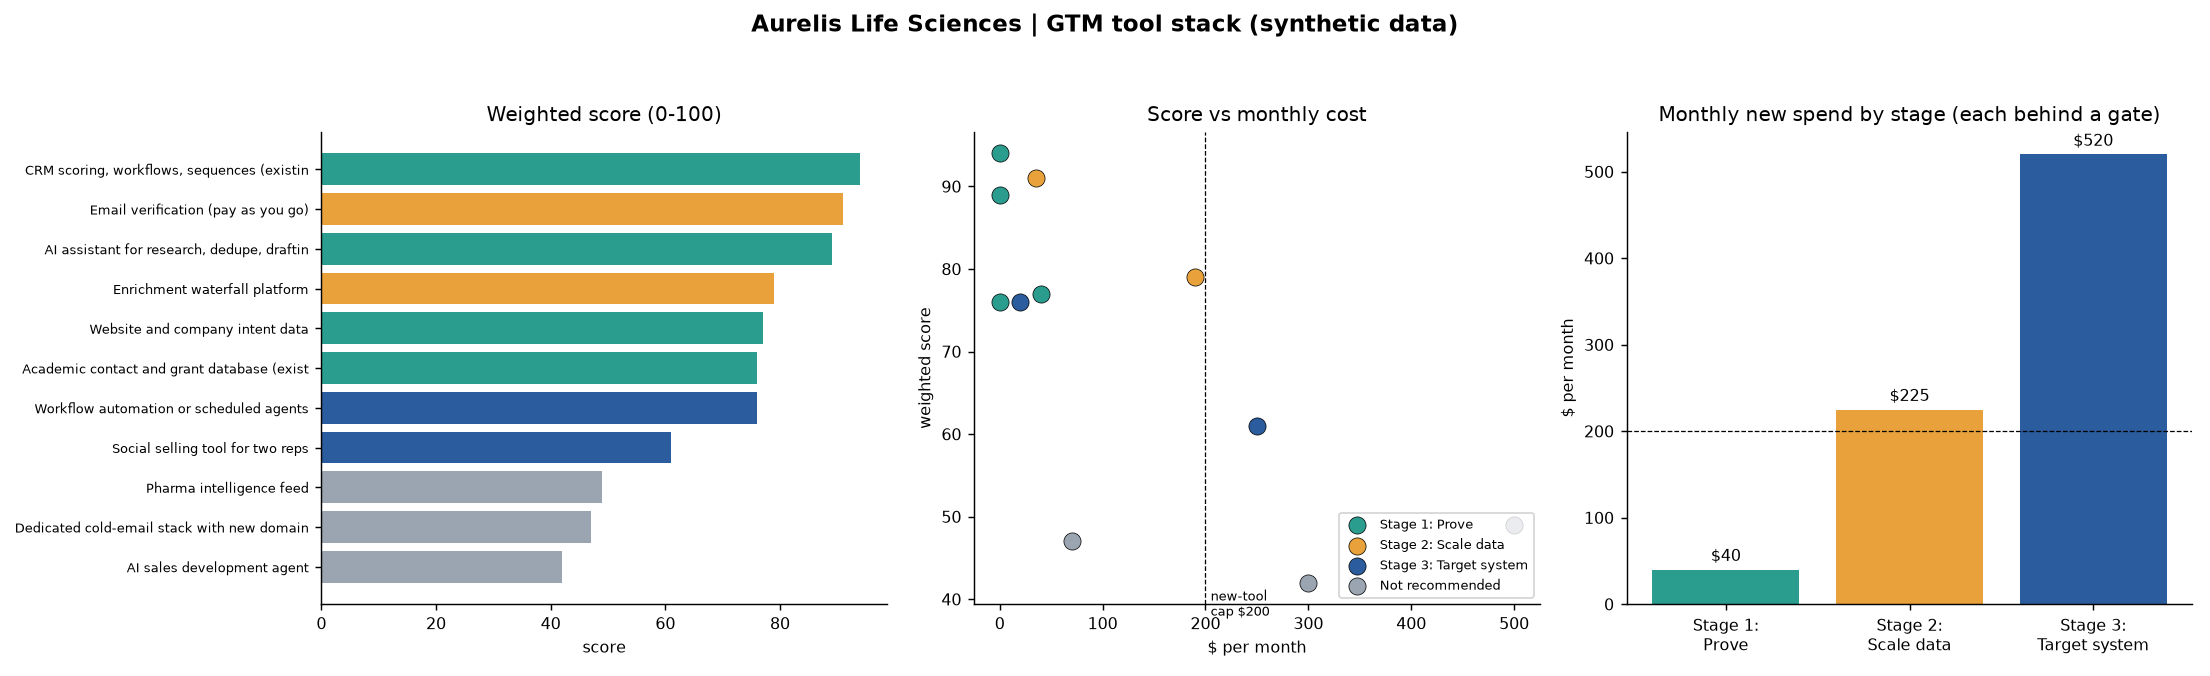 Aurelis Life Sciences | GTM tool stack (synthetic data)
Weighted score (0-100)
CRM scoring, workflows, sequences (existin
Email verification (pay as you go)
AI assistant for research, dedupe, draftin
Enrichment waterfall platform
Website and company intent data
Academic contact and grant database (exist
Workflow automation or scheduled agents
Social selling tool for two reps
Pharma intelligence feed
Dedicated cold-email stack with new domain
AI sales development agent
0 20 40 60 80
score
Score vs monthly cost
weighted score
90
80
70
60
50
40
Stage 1: Prove
Stage 2: Scale data
Stage 3: Target system
Not recommended
new-tool
cap $200
0 100 200 300 400 500
$ per month
Monthly new spend by stage (each behind a gate)
$ per month
500
400
300
200
100
0
$40
$225
$520
Stage 1:
Prove
Stage 2:
Scale data
Stage 3:
Target system